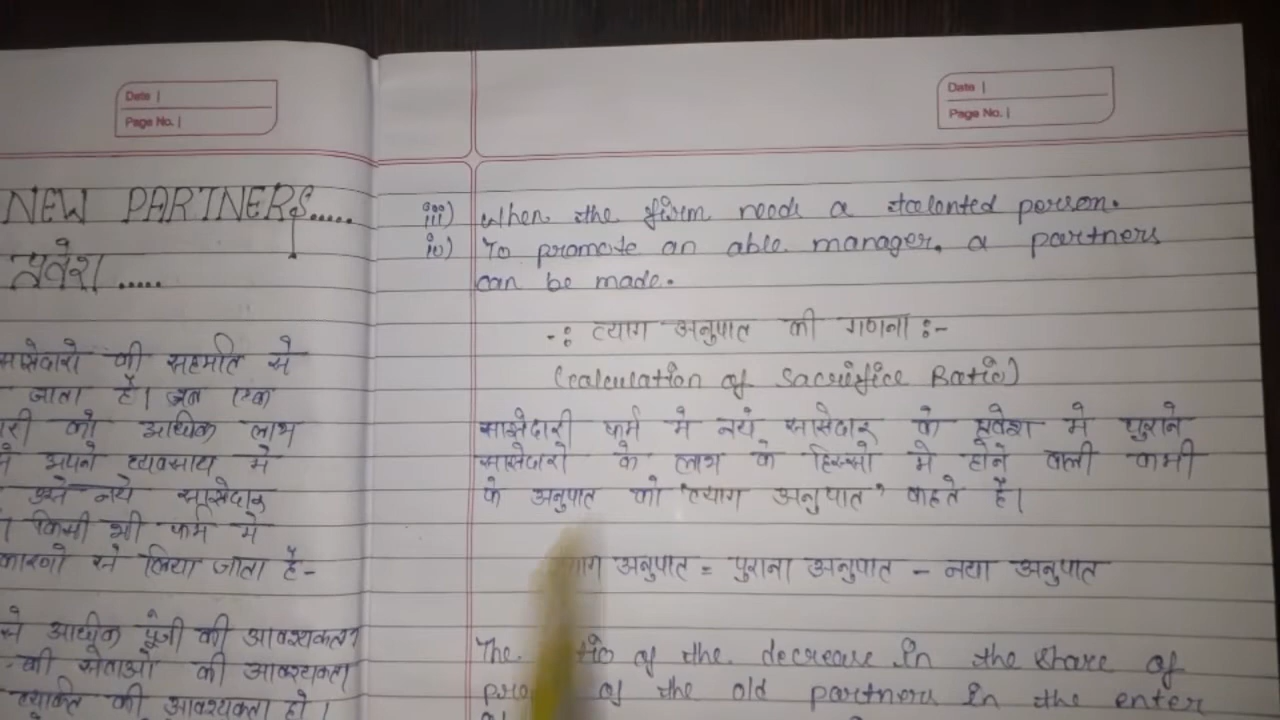 Date |
Page No. |
NEW PARTNERS.....
प्रवेश .....
साझेदारो की सहमति से
जाता है। जब एक
को आधीक लाभ
अपने व्यवसाय मे
उसे नये साझेदार
किसी भी फर्म मे
कारणो से लिया जाता है-
आधीक पूंजी की आवश्यकता
की सेवाओ की आवश्यकता
व्यक्ति की आवश्यकता हो।
Date |
Page No. |
iii) When the firm needs a talented person.
iv) To promote an able manager, a partners
can be made.
-: त्याग अनुपात की गणना :-
(calculation of Sacrifice Ratio)
साझेदारी फर्म मे नये साझेदार के प्रवेश मे पुराने
साझेदारो के लाभ के हिस्सो मे होने वाली कमी
के अनुपात को 'त्याग अनुपात' कहते है।
अनुपात = पुराना अनुपात - नया अनुपात
The of the decrease in the share of
of the old partners in the enter